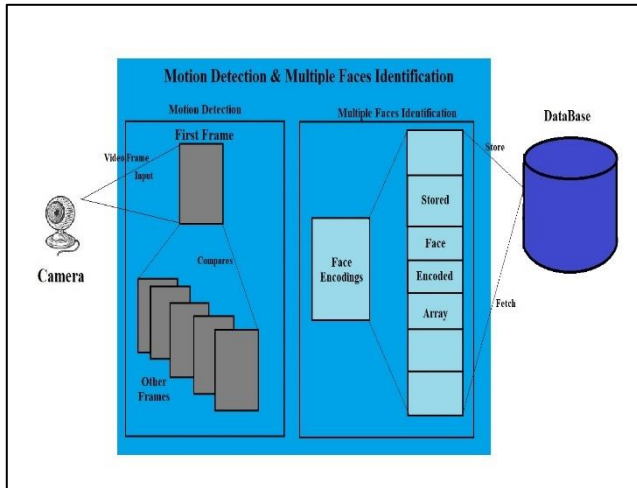 Motion Detection & Multiple Faces Identification
Motion Detection
Multiple Faces Identification
DataBase
First Frame
Video Frame
Input
Store
Stored
Face
Encodings
Face
Encoded
Array
Compares
Camera
Fetch
Other
Frames